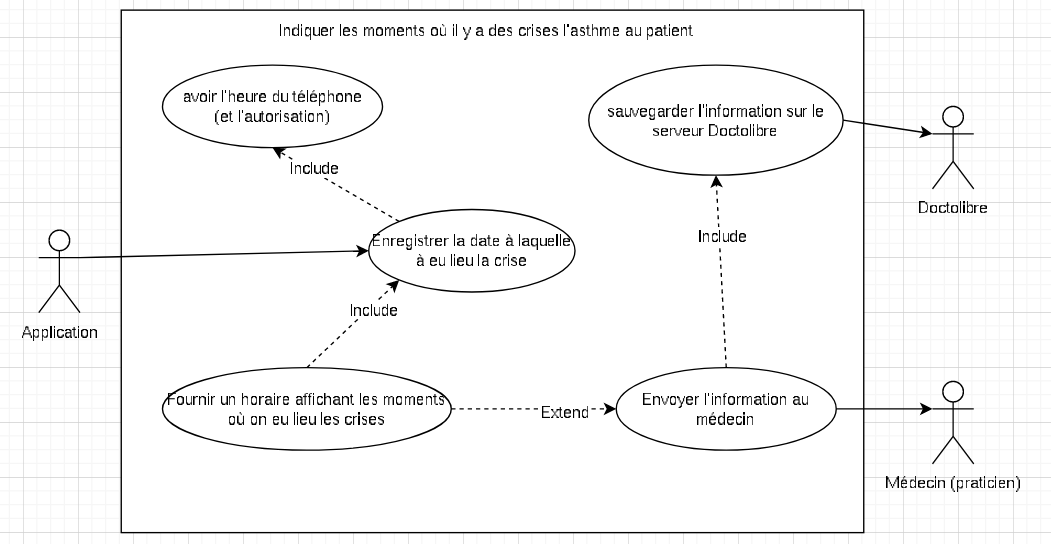 Indiquer les moments où il y a des crises l'asthme au patient
avoir l'heure du téléphone
(et l'autorisation)
sauvegarder l'information sur le
serveur Doctolibre
Include
Doctolibre
Include
Enregistrer la date à laquelle
à eu lieu la crise
Application
Include
Fournir un horaire affichant les moments
où on eu lieu les crises
Extend
Envoyer l'information au
médecin
Médecin (praticien)